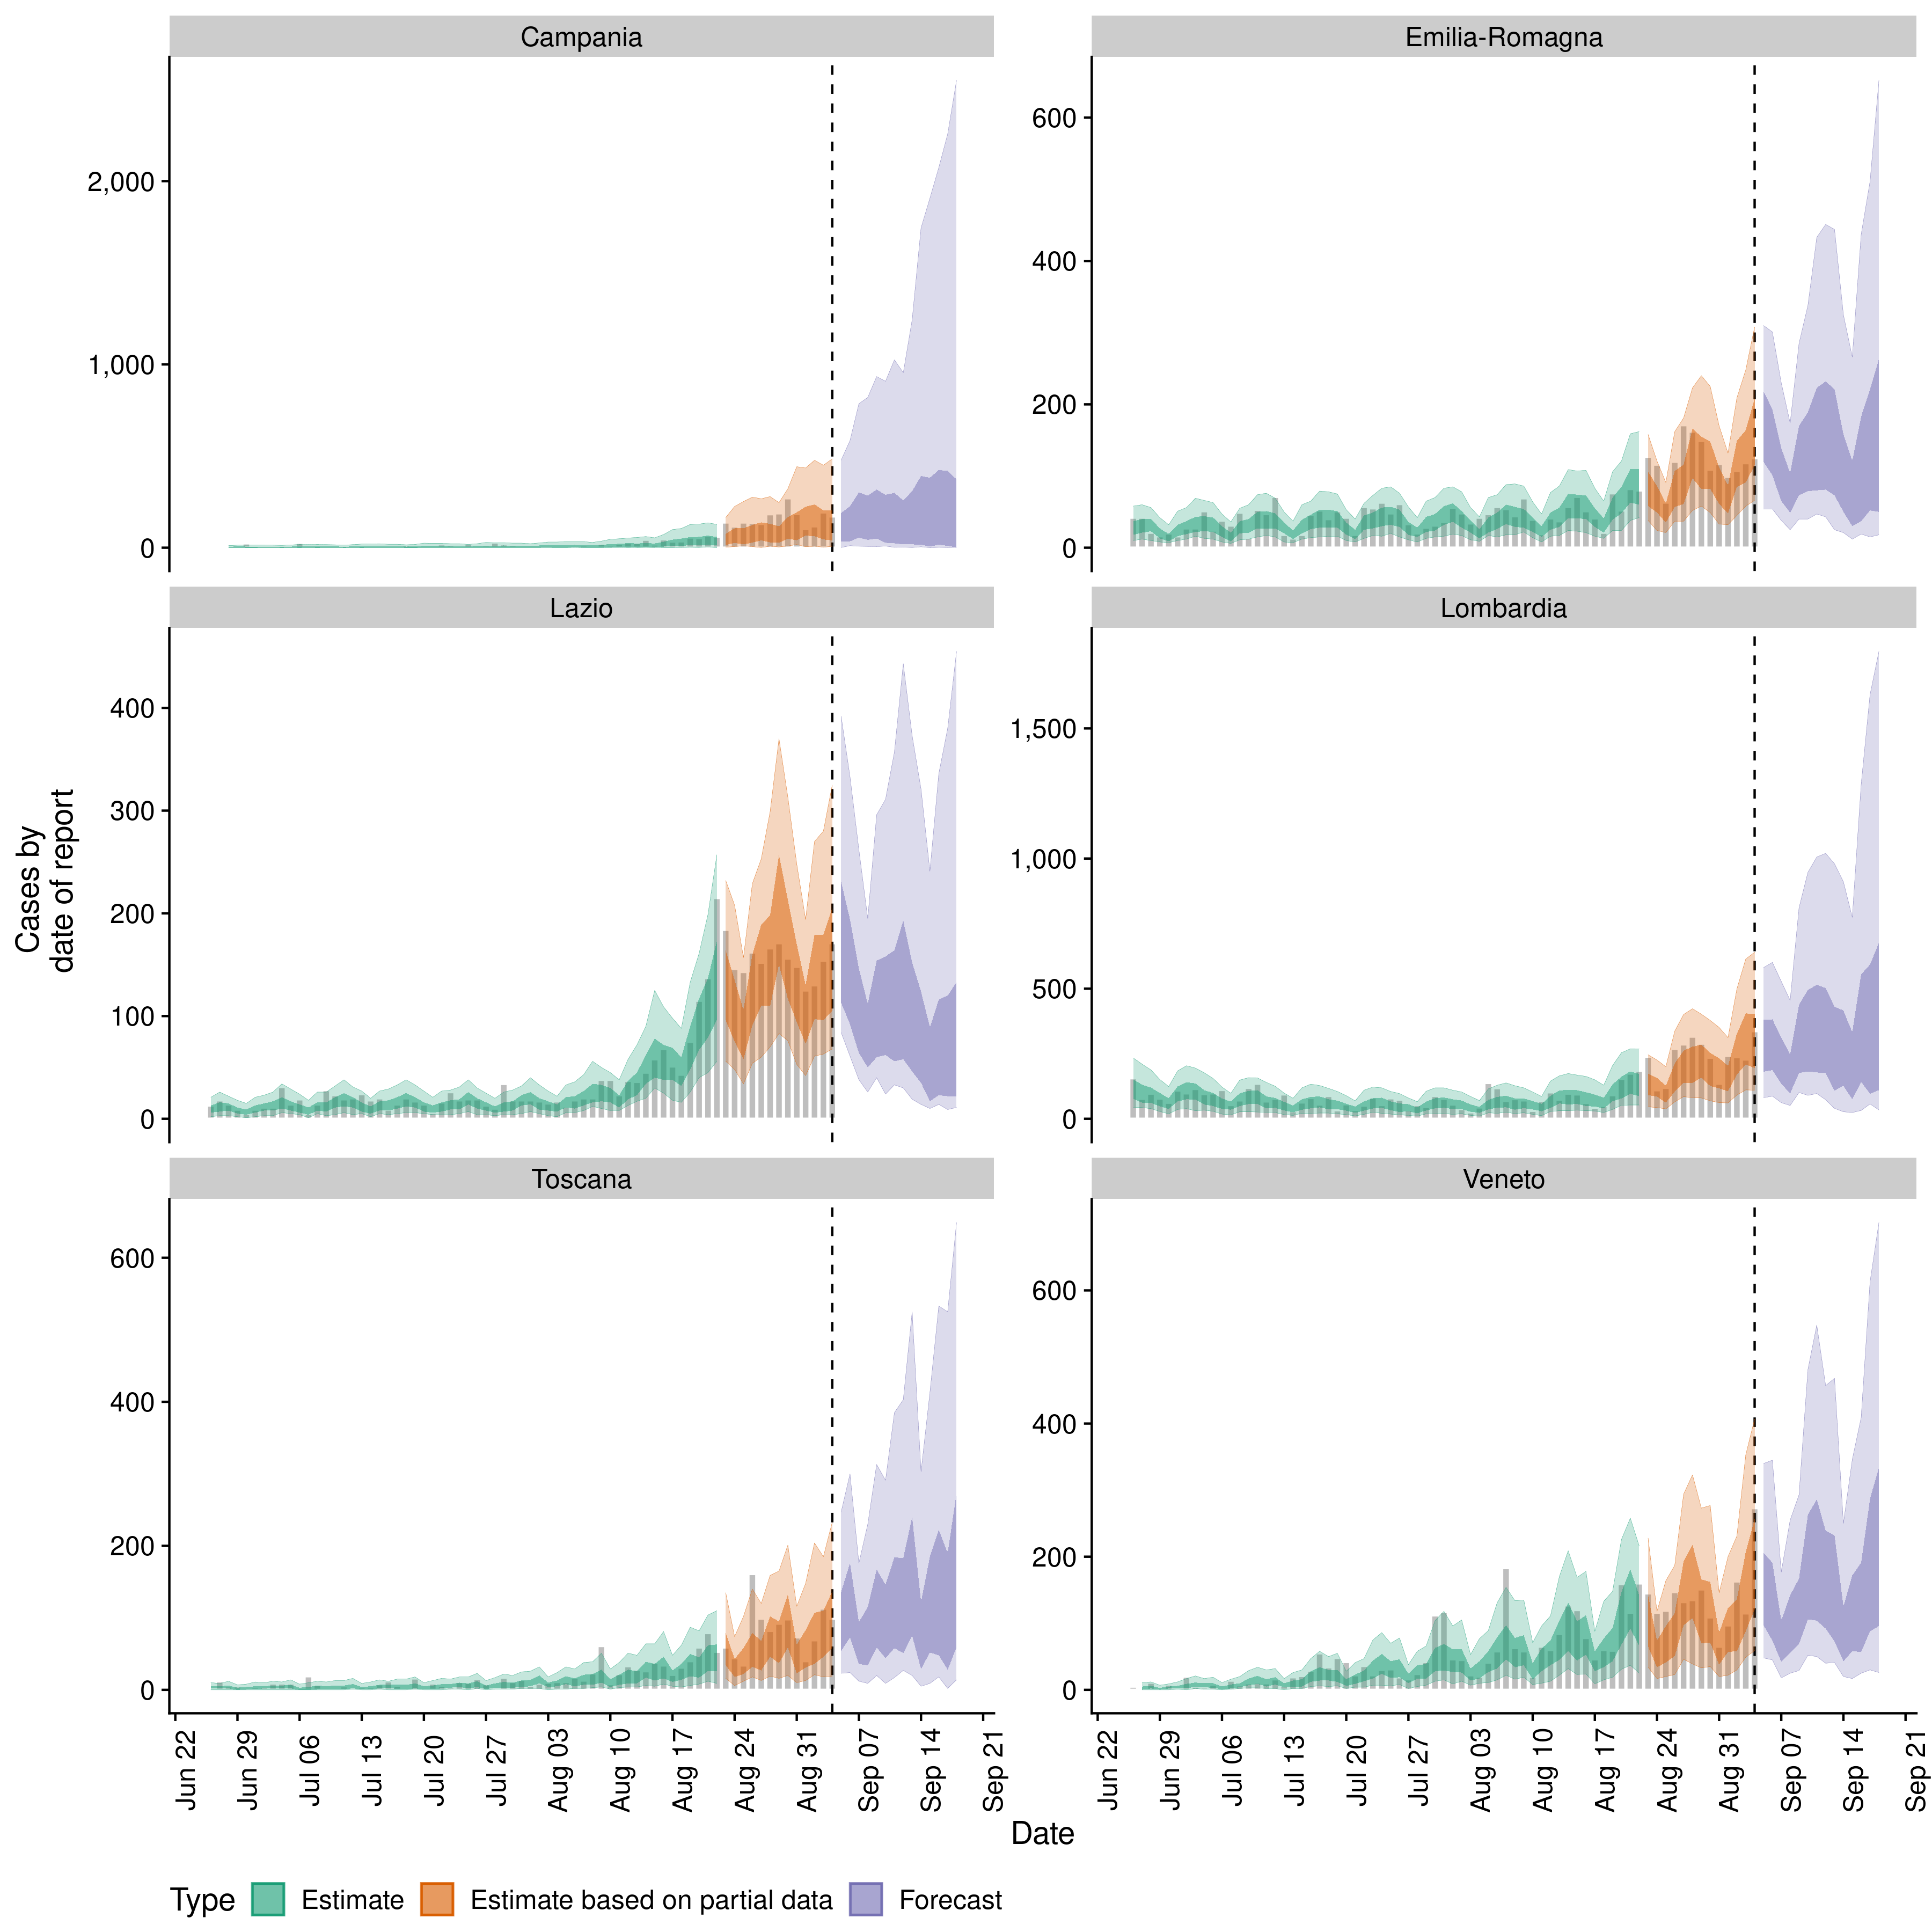 Campania
Emilia-Romagna
2,000
1,000
0
600
400
200
0
Lazio
Lombardia
400
300
200
100
0
1,500
1,000
500
0
Cases by
date of report
Toscana
Veneto
600
400
200
0
600
400
200
0
Jun 22
Jun 29
Jul 06
Jul 13
Jul 20
Jul 27
Aug 03
Aug 10
Aug 17
Aug 24
Aug 31
Sep 07
Sep 14
Sep 21
Jun 22
Jun 29
Jul 06
Jul 13
Jul 20
Jul 27
Aug 03
Aug 10
Aug 17
Aug 24
Aug 31
Sep 07
Sep 14
Sep 21
Date
Type Estimate Estimate based on partial data Forecast